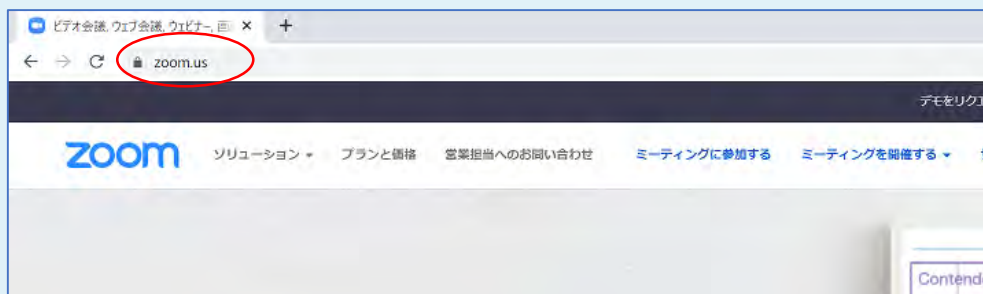 ビデオ会議, ウェブ会議, ウェビナー, 画
zoom.us
デモをリクエ
zoom ソリューション プランと価格 営業担当へのお問い合わせ ミーティングに参加する ミーティングを開催する
Contend